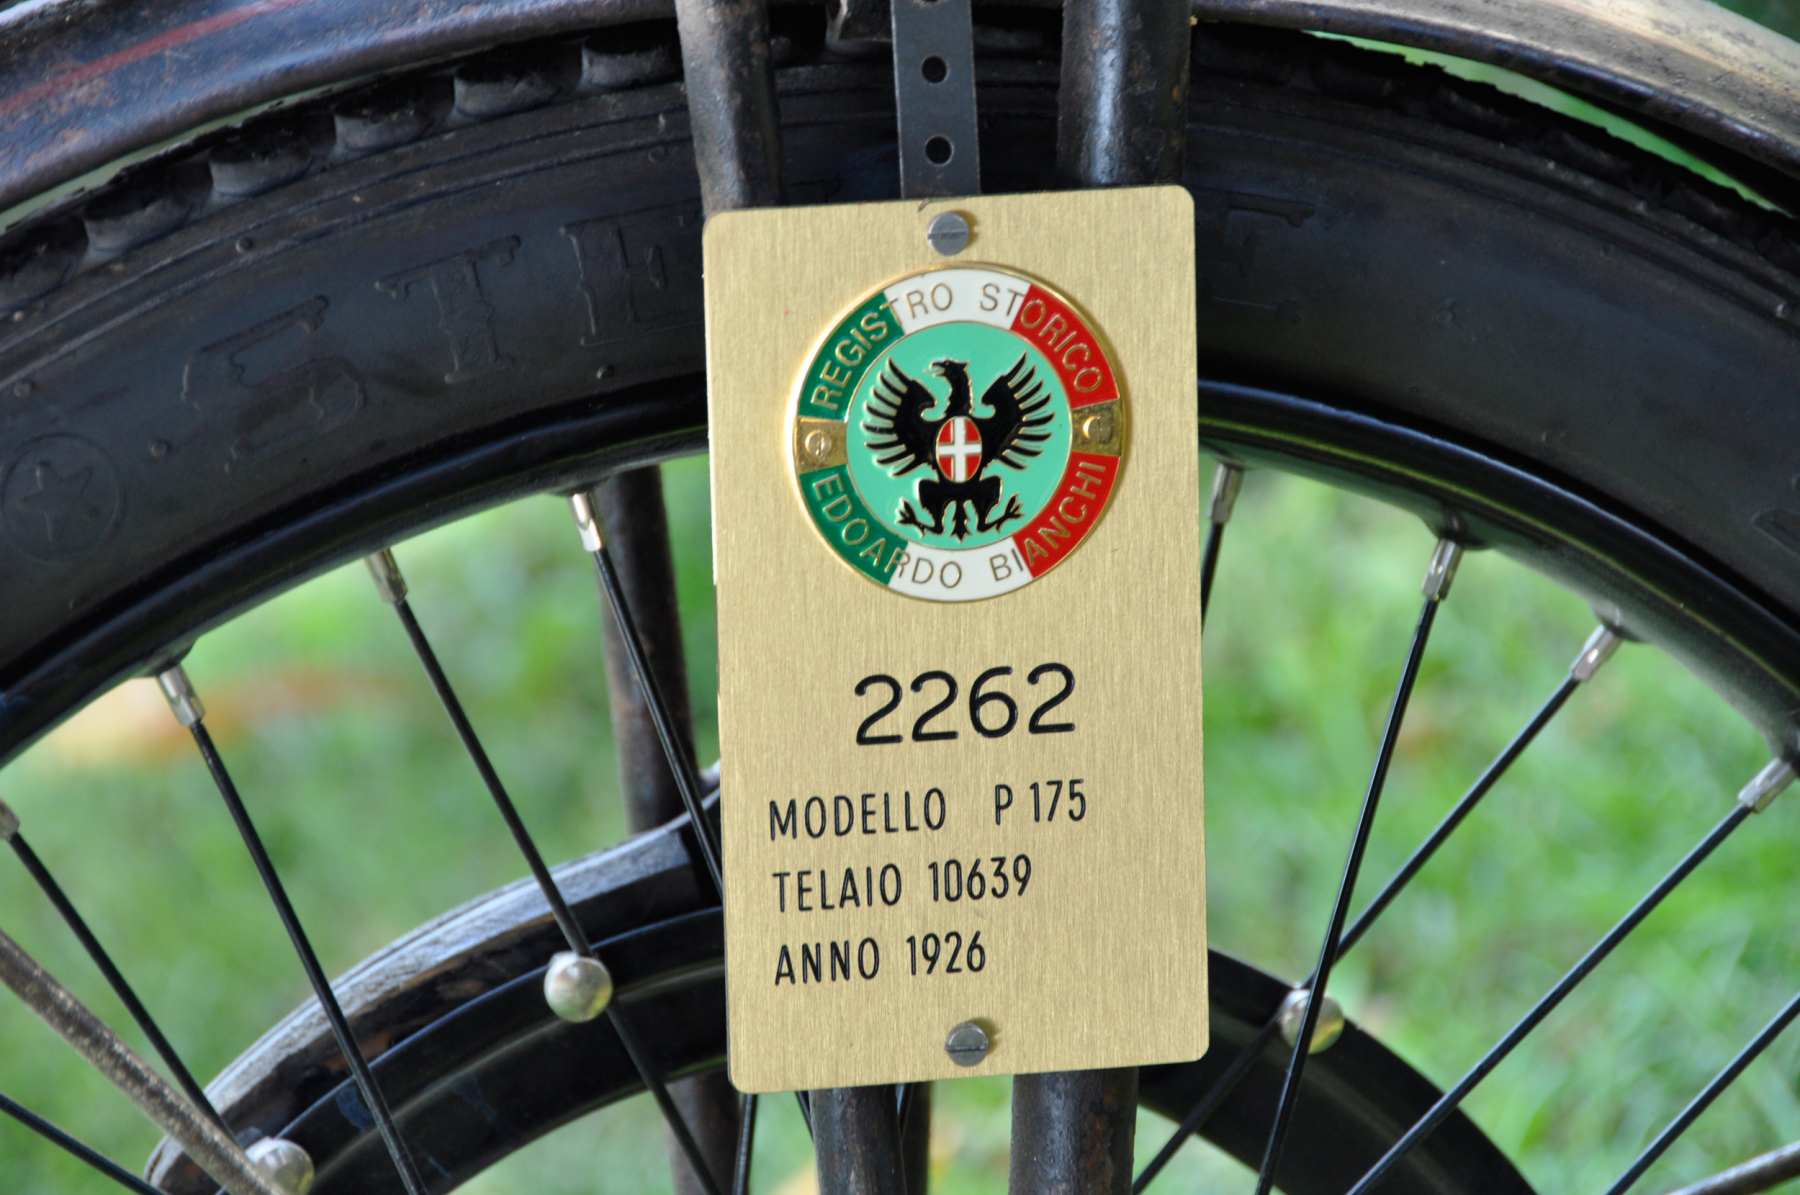 REGISTRO STORICO
EDOARDO BIANCHI
2262
MODELLO P 175
TELAIO 10639
ANNO 1926